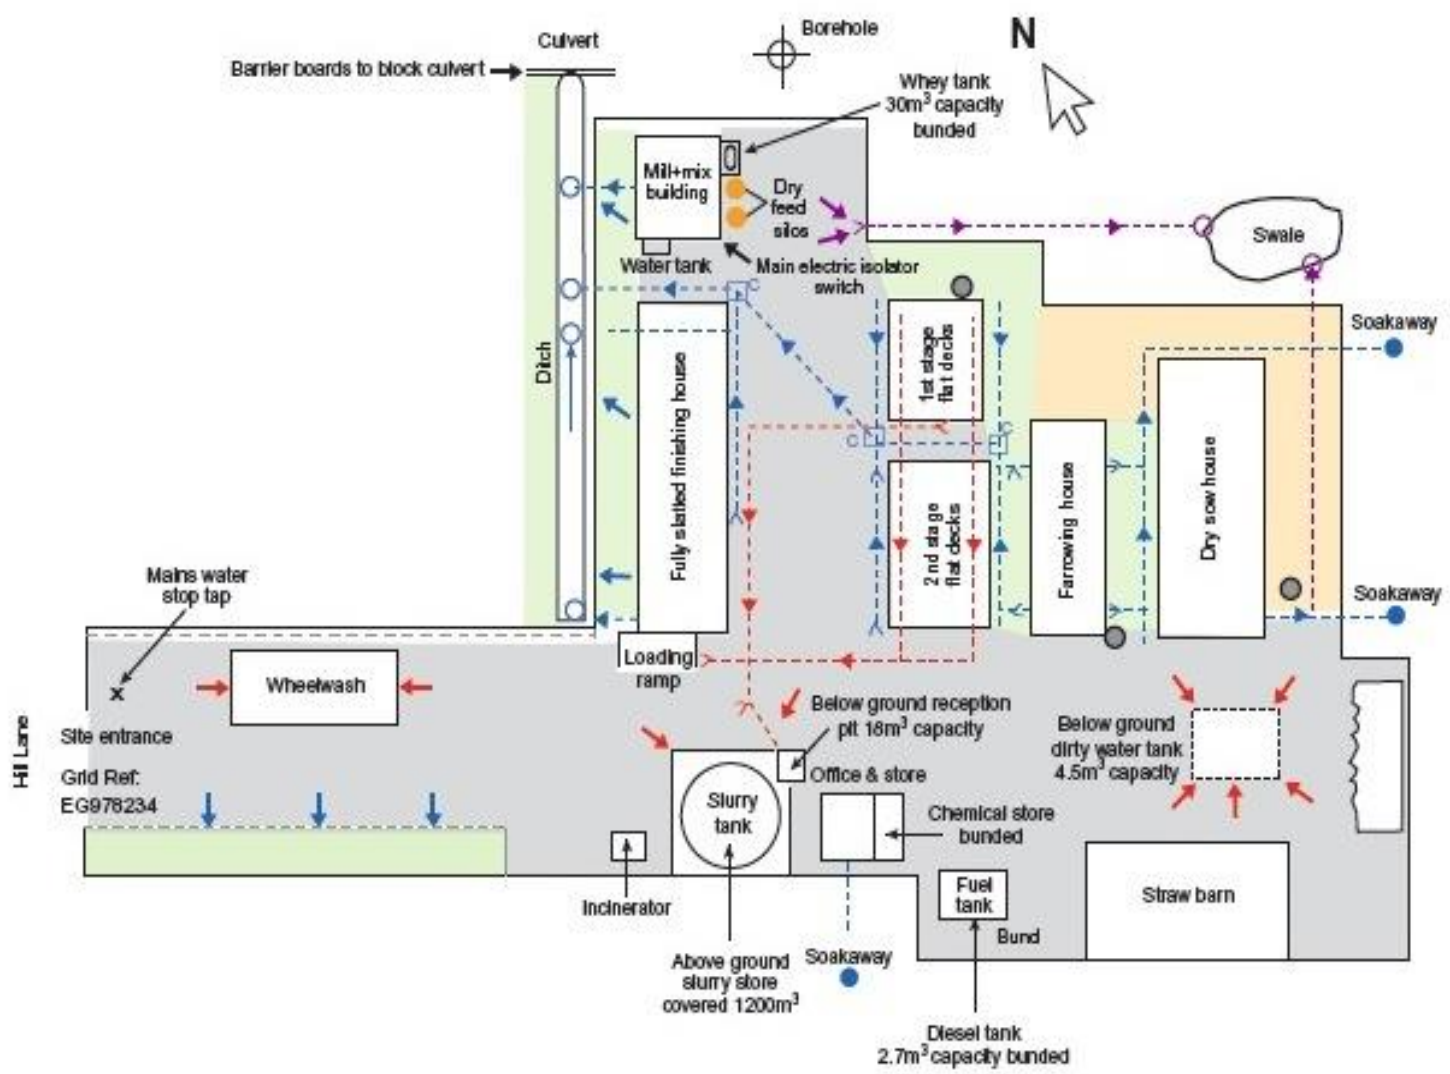 Culvert
Borehole
N
Barrier boards to block culvert
Whey tank
30m³ capacity
bunded
Mill+mix
building
Dry
feed
silos
Swale
Water tank
Main electric isolator
switch
Soakaway
Ditch
1st stage
flat decks
Fully slatted finishing house
2nd stage
flat decks
Farrowing house
Dry sow house
C
C
C
Mains water
stop tap
Soakaway
Loading
ramp
Wheelwash
x
Below ground reception
pit 18m³ capacity
Below ground
dirty water tank
4.5m³ capacity
Hill Lane
Site entrance
Grid Ref:
EG978234
Office & store
Slurry
tank
Chemical store
bunded
Fuel
tank
Straw barn
Incinerator
Bund
Above ground
slurry store
covered 1200m³
Soakaway
Diesel tank
2.7m³ capacity bunded